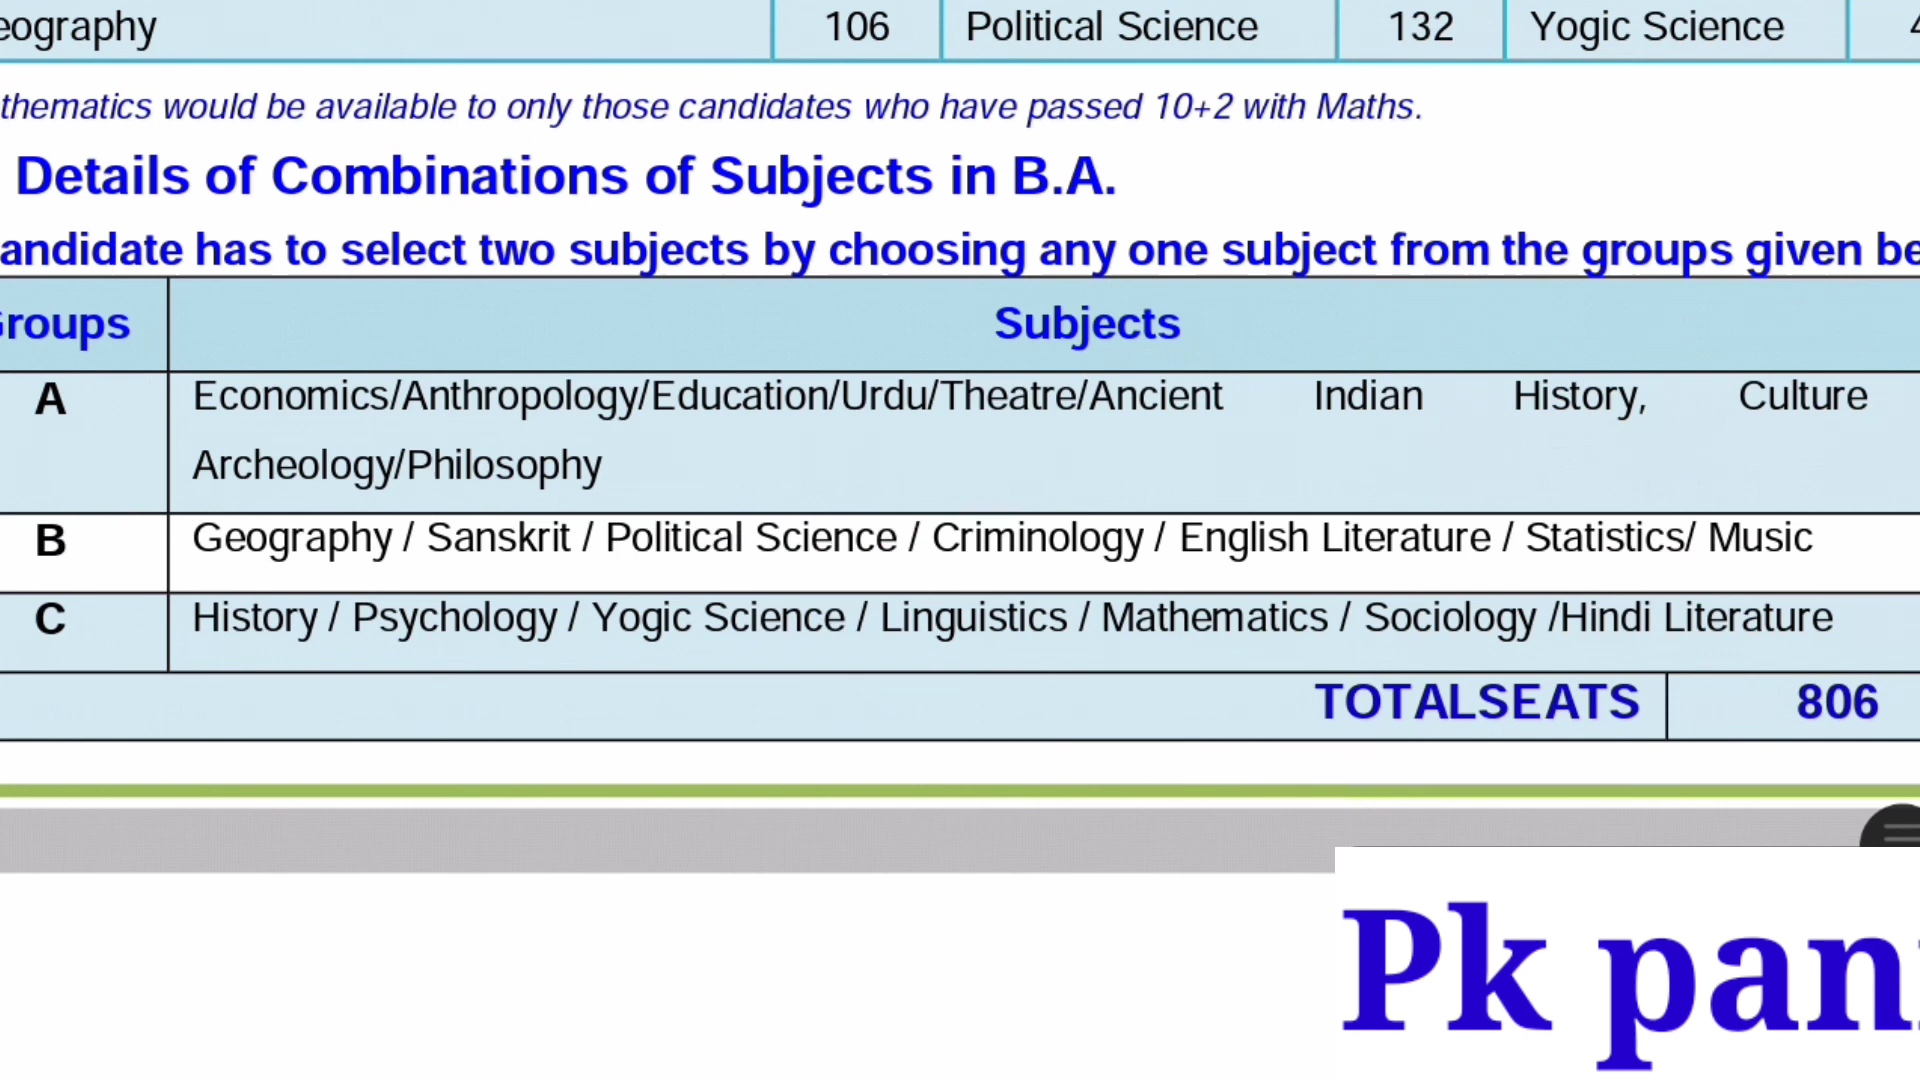 eography 106 Political Science 132 Yogic Science
thematics would be available to only those candidates who have passed 10+2 with Maths.
Details of Combinations of Subjects in B.A.
andidate has to select two subjects by choosing any one subject from the groups given be
Groups Subjects
A Economics/Anthropology/Education/Urdu/Theatre/Ancient Indian History, Culture
Archeology/Philosophy
B Geography / Sanskrit / Political Science / Criminology / English Literature / Statistics/ Music
C History / Psychology / Yogic Science / Linguistics / Mathematics / Sociology /Hindi Literature
TOTALSEATS 806
Pk pan